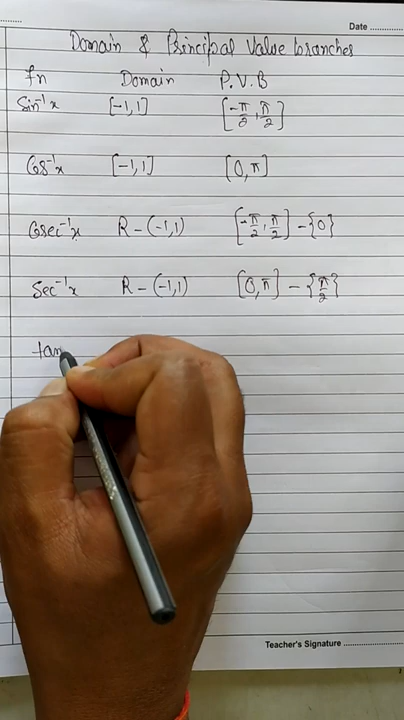 Date ..............
Domain & Principal Value branches
fn Domain P.V.B
Sin⁻¹x [-1,1] [-π/2, π/2]
Cos⁻¹x [-1,1] [0,π]
Cosec⁻¹x R - (-1,1) [-π/2, π/2] - {0}
Sec⁻¹x R - (-1,1) [0,π] - {π/2}
tan
Teacher's Signature ..................